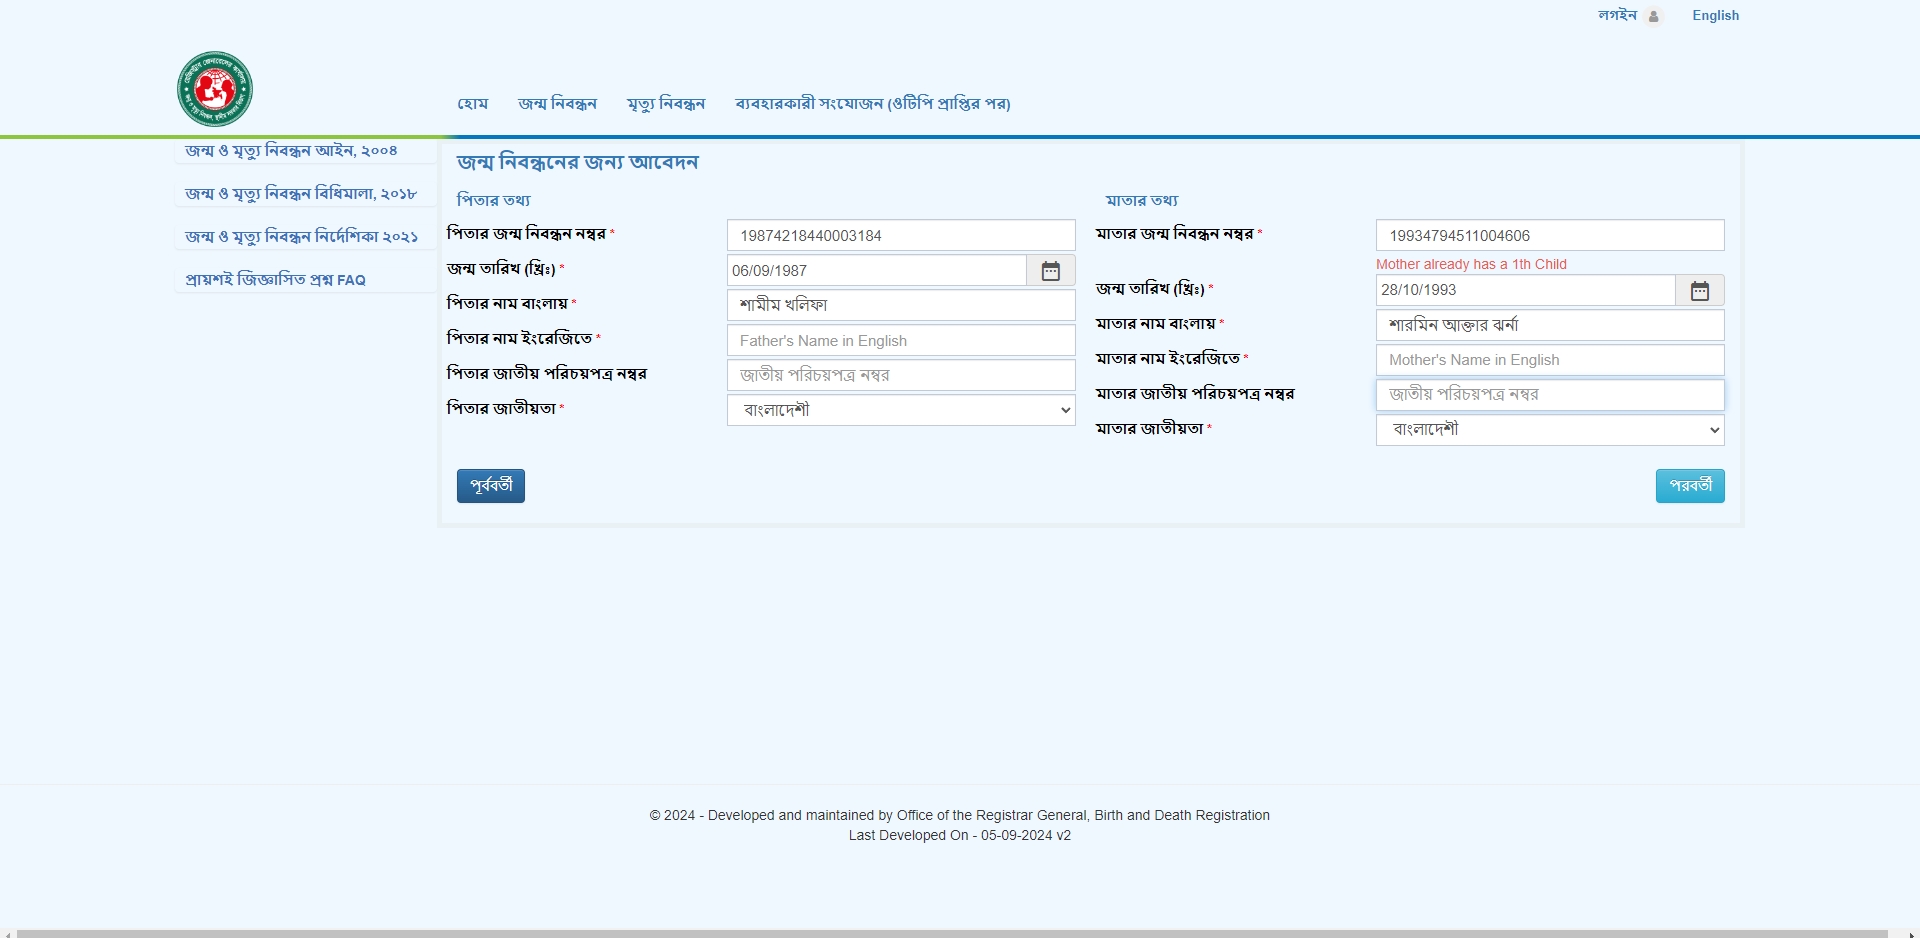 লগইন
English
হোম
জন্ম নিবন্ধন
মৃত্যু নিবন্ধন
ব্যবহারকারী সংযোজন (ওটিপি প্রাপ্তির পর)
জন্ম ও মৃত্যু নিবন্ধন আইন, ২০০৪
জন্ম ও মৃত্যু নিবন্ধন বিধিমালা, ২০১৮
জন্ম ও মৃত্যু নিবন্ধন নির্দেশিকা ২০২১
প্রায়শই জিজ্ঞাসিত প্রশ্ন FAQ
জন্ম নিবন্ধনের জন্য আবেদন
পিতার তথ্য
পিতার জন্ম নিবন্ধন নম্বর * 19874218440003184
জন্ম তারিখ (খ্রিঃ) * 06/09/1987
পিতার নাম বাংলায় * শামীম খলিফা
পিতার নাম ইংরেজিতে * Father's Name in English
পিতার জাতীয় পরিচয়পত্র নম্বর জাতীয় পরিচয়পত্র নম্বর
পিতার জাতীয়তা * বাংলাদেশী
মাতার তথ্য
মাতার জন্ম নিবন্ধন নম্বর * 19934794511004606
Mother already has a 1th Child
জন্ম তারিখ (খ্রিঃ) * 28/10/1993
মাতার নাম বাংলায় * শারমিন আক্তার ঝর্না
মাতার নাম ইংরেজিতে * Mother's Name in English
মাতার জাতীয় পরিচয়পত্র নম্বর জাতীয় পরিচয়পত্র নম্বর
মাতার জাতীয়তা * বাংলাদেশী
পূর্ববর্তী
পরবর্তী
© 2024 - Developed and maintained by Office of the Registrar General, Birth and Death Registration
Last Developed On - 05-09-2024 v2